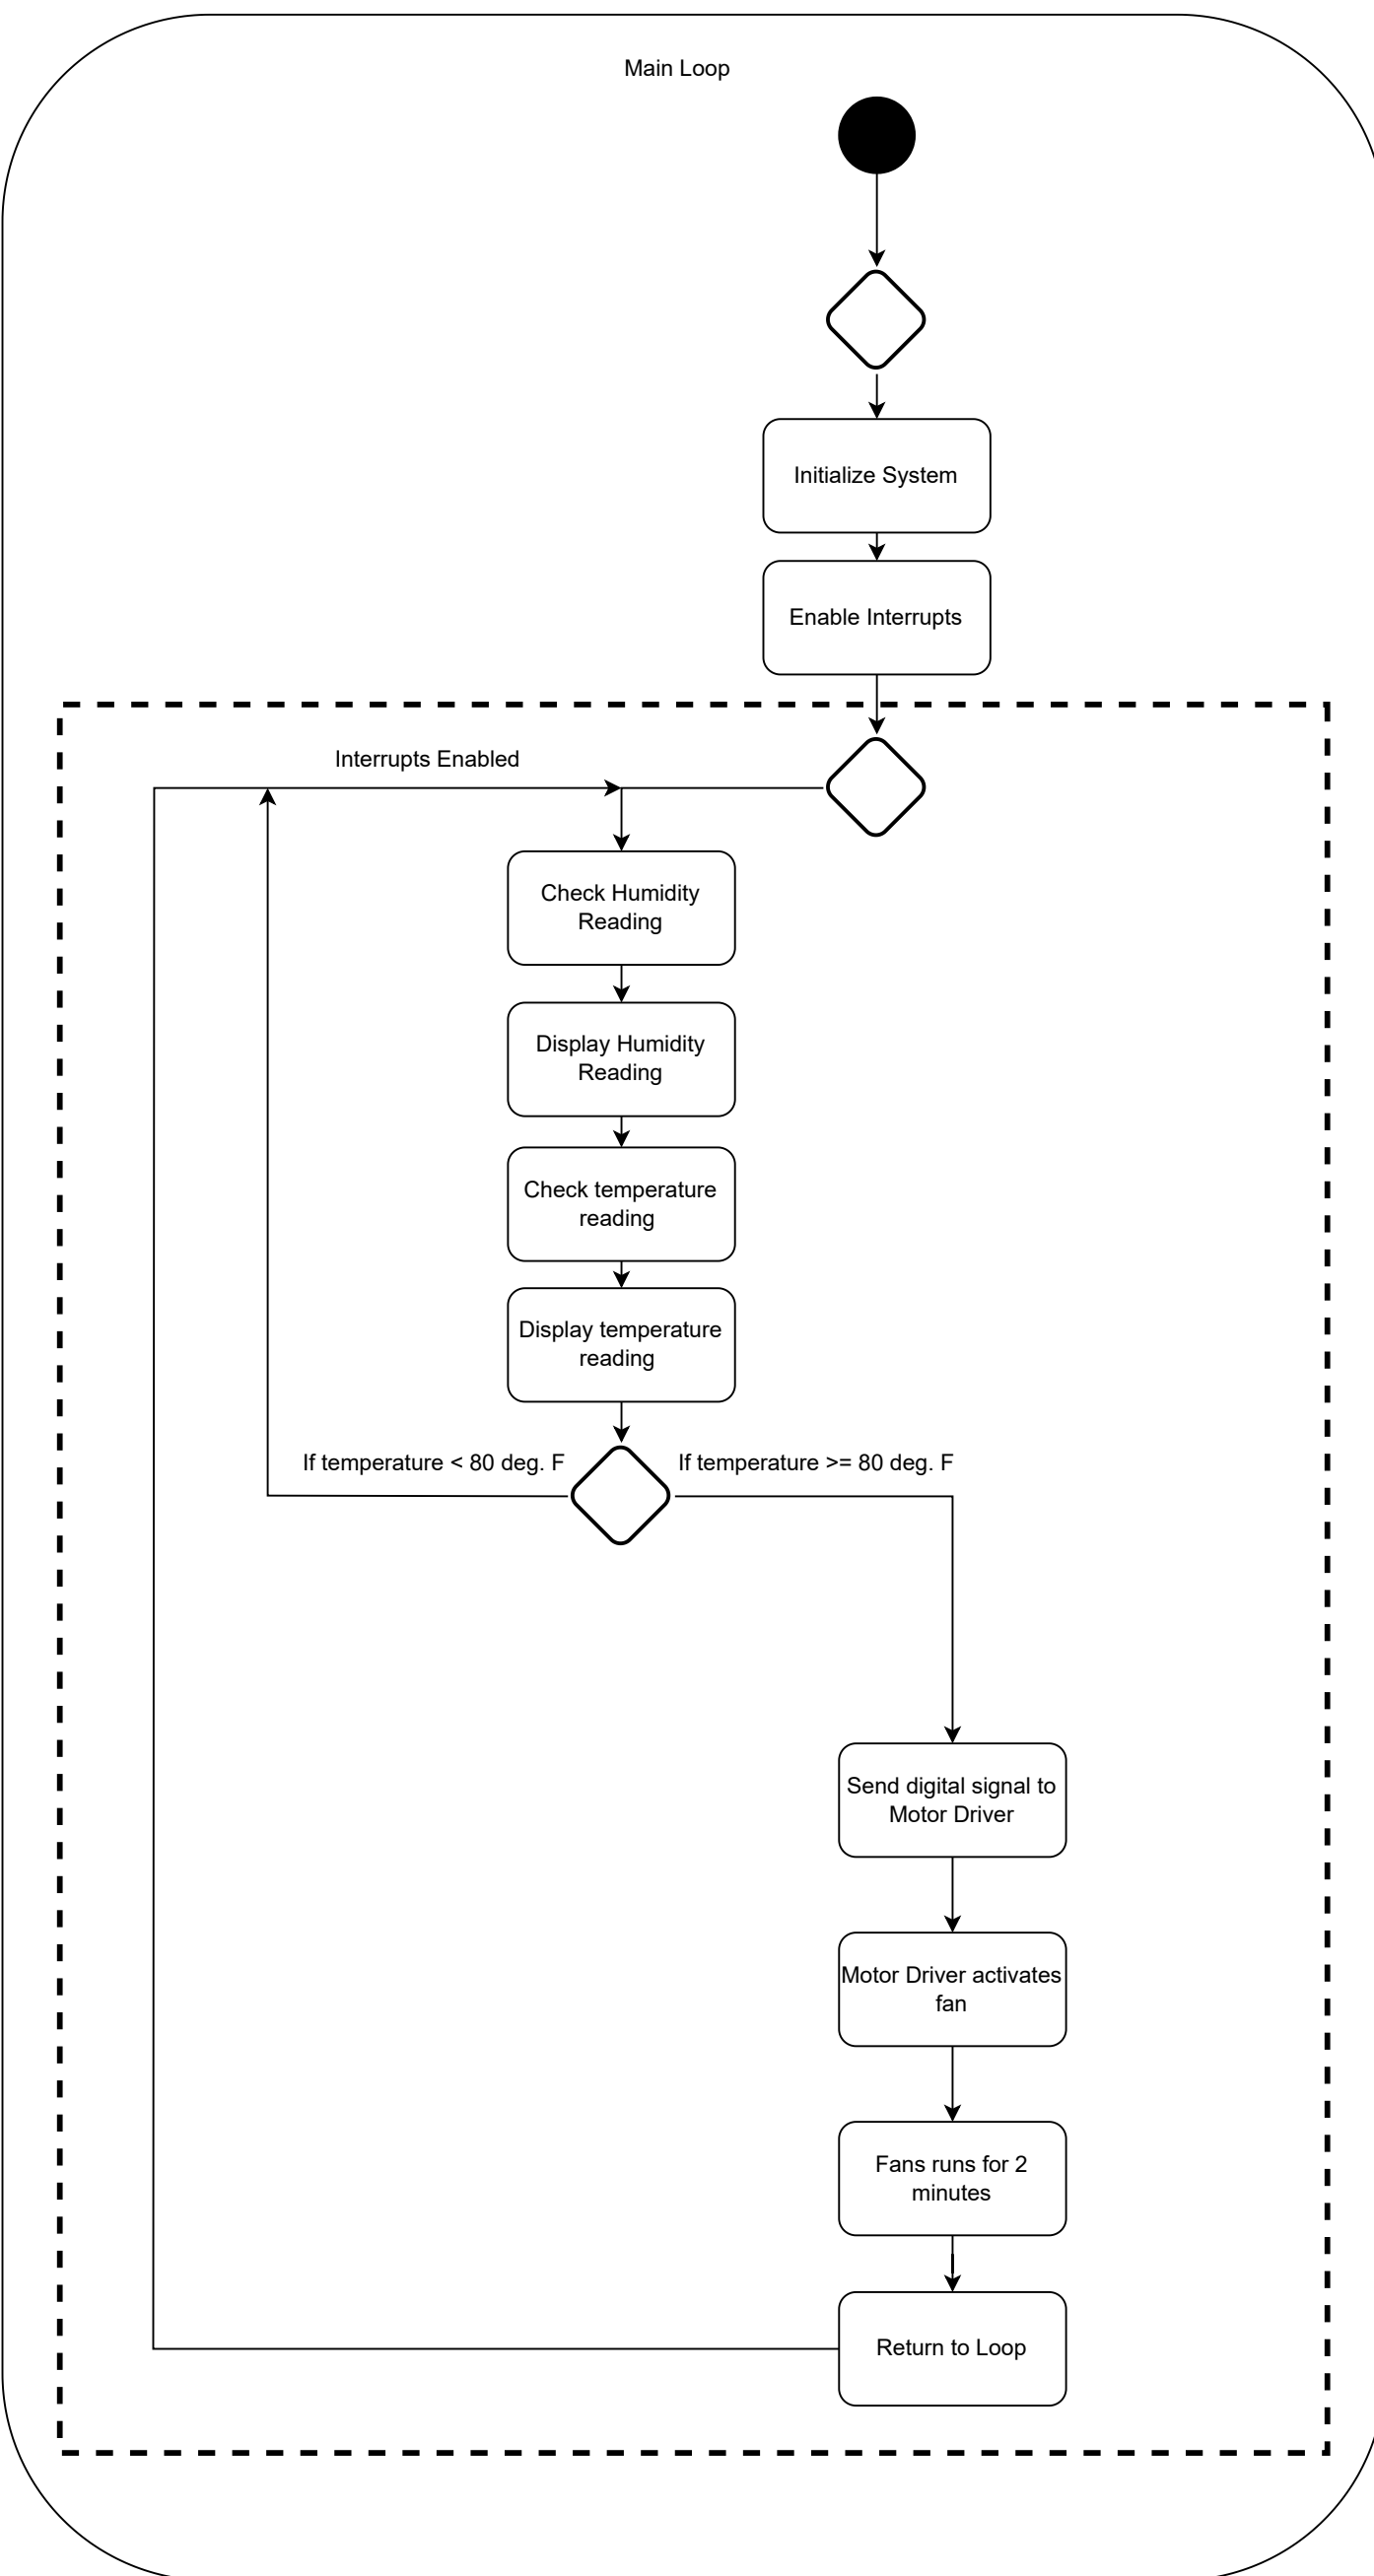 Main Loop
Initialize System
Enable Interrupts
Interrupts Enabled
Check Humidity
Reading
Display Humidity
Reading
Check temperature
reading
Display temperature
reading
If temperature < 80 deg. F
If temperature >= 80 deg. F
Send digital signal to
Motor Driver
Motor Driver activates
fan
Fans runs for 2
minutes
Return to Loop